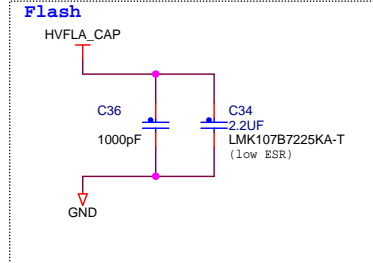 Flash
HVFLA_CAP
C36
1000pF
C34
2.2UF
LMK107B7225KA-T
(low ESR)
GND